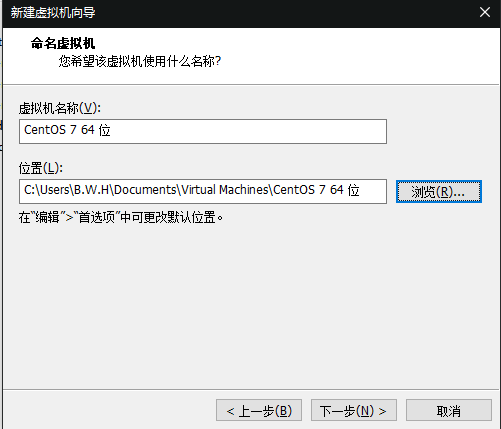 新建虚拟机向导
命名虚拟机
您希望该虚拟机使用什么名称?
虚拟机名称(V):
CentOS 7 64 位
位置(L):
C:\Users\B.W.H\Documents\Virtual Machines\CentOS 7 64 位
浏览(R)...
在“编辑”>“首选项”中可更改默认位置。
< 上一步(B)
下一步(N) >
取消